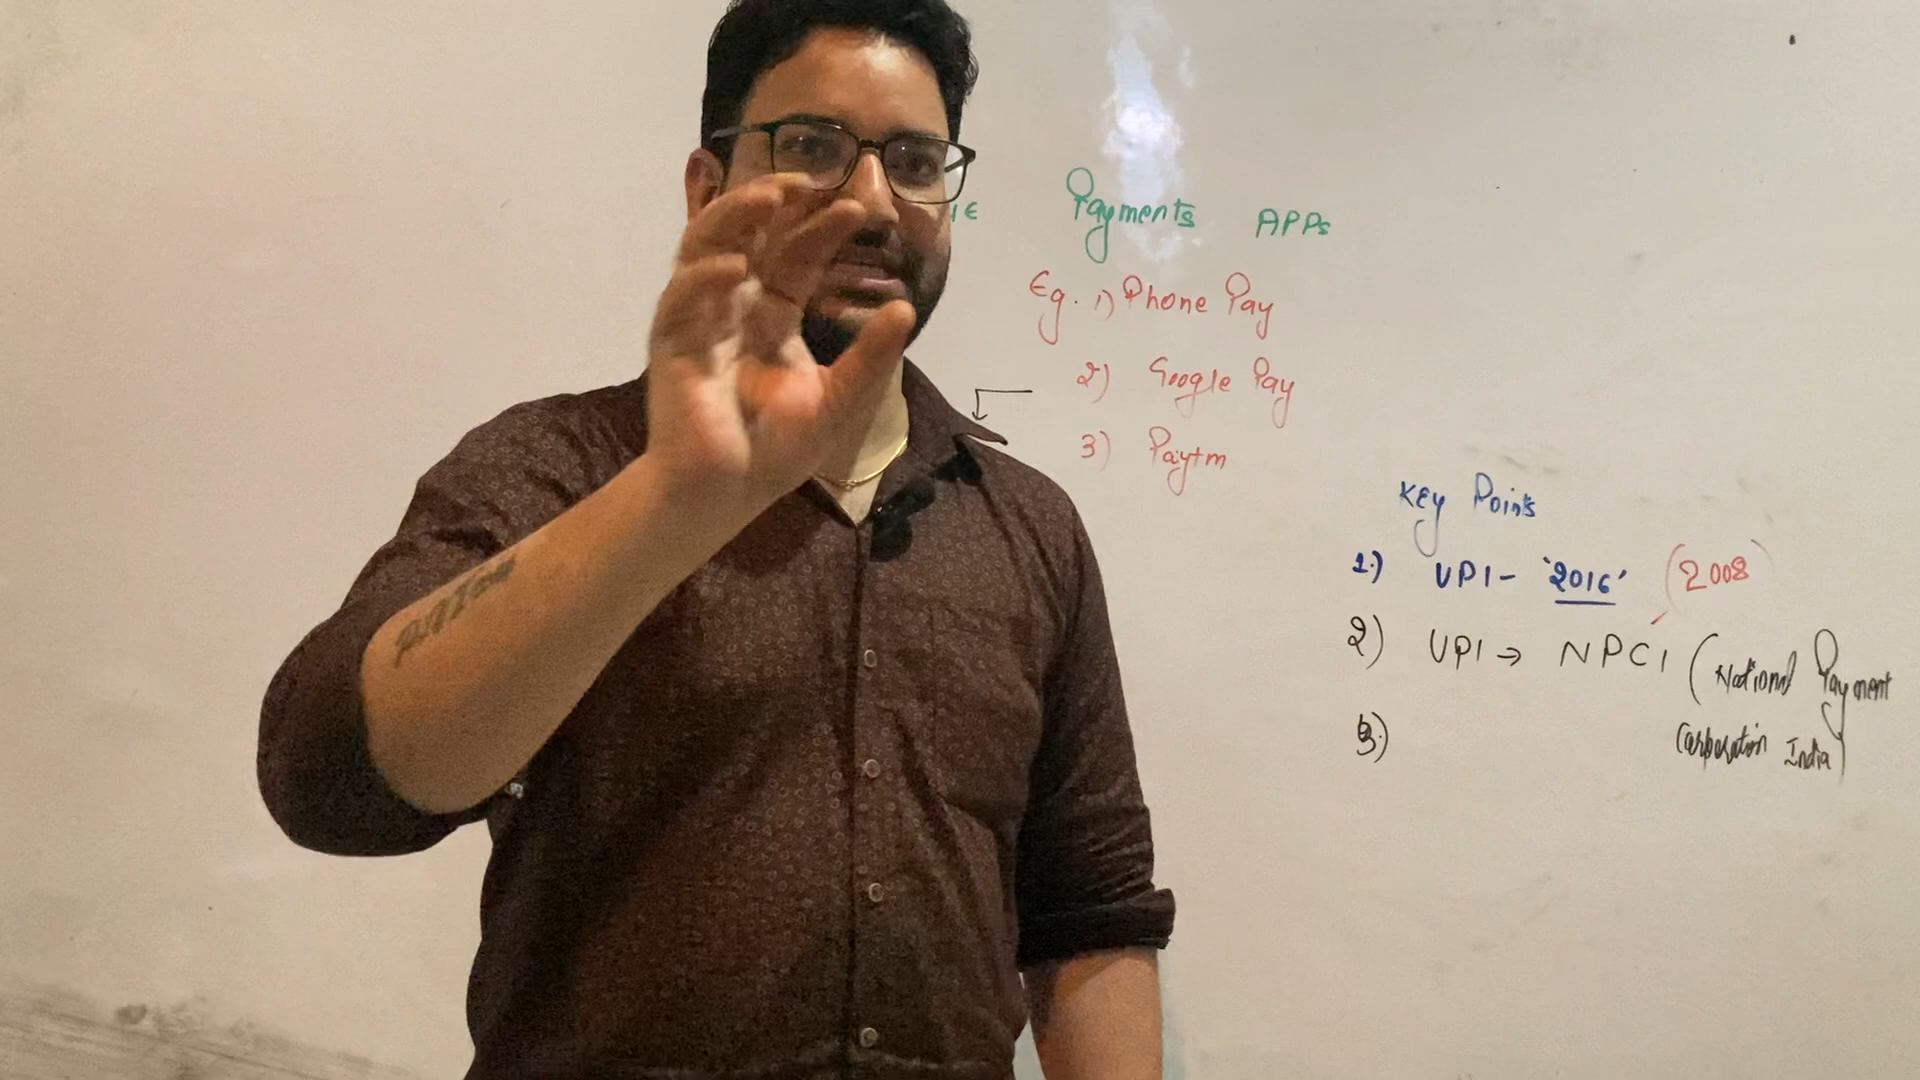 Payments APPs
Eg. 1) Phone Pay
2) Google Pay
3) Paytm
Key Points
1.) UPI- '2016' (2008)
2) UPI → NPCI (National Payment
Corporation India)
3.)